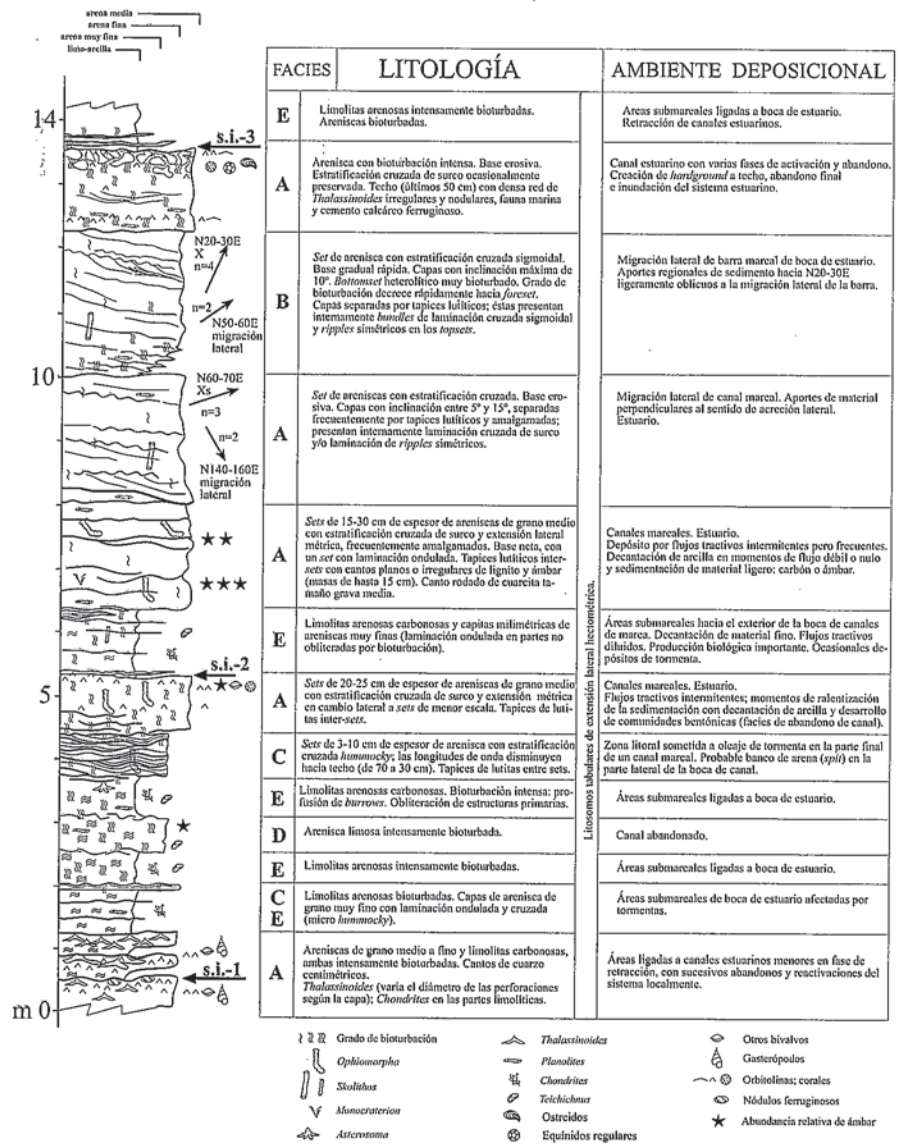 arena media
arena fina
arena muy fina
limo-arcilla
FACIES
LITOLOGÍA
AMBIENTE DEPOSICIONAL
14
E
Limolitas arenosas intensamente bioturbadas.
Areniscas bioturbadas.
Areas submareales ligadas a boca de estuario.
Retracción de canales estuarinos.
s.i.-3
A
Arenisca con bioturbación intensa. Base erosiva.
Estratificación cruzada de surco ocasionalmente
preservada. Techo (últimos 50 cm) con densa red de
Thalassinoides irregulares y nodulares, fauna marina
y cemento calcáreo ferruginoso.
Canal estuarino con varias fases de activación y abandono.
Creación de hardground a techo, abandono final
e inundación del sistema estuarino.
N20-30E
X
n=4
n=2
N50-60E
migración
lateral
B
Set de arenisca con estratificación cruzada sigmoidal.
Base gradual rápida. Capas con inclinación máxima de
10º. Bottomset heterolítico muy bioturbado. Grado de
bioturbación decrece rápidamente hacia foreset.
Capas separadas por tapices lutíticos; éstas presentan
internamente bundles de laminación cruzada sigmoidal
y ripples simétricos en los topsets.
Migración lateral de barra mareal de boca de estuario.
Aportes regionales de sedimento hacia N20-30E
ligeramente oblicuos a la migración lateral de la barra.
10
N60-70E
Xs
n=3
n=2
N140-160E
migración
lateral
A
Set de areniscas con estratificación cruzada. Base ero-
siva. Capas con inclinación entre 5º y 15º, separadas
frecuentemente por tapices lutíticos y amalgamadas;
presentan internamente laminación cruzada de surco
y/o laminación de ripples simétricos.
Migración lateral de canal mareal. Aportes de material
perpendiculares al sentido de acreción lateral.
Estuario.
A
Sets de 15-30 cm de espesor de areniscas de grano medio
con estratificación cruzada de surco y extensión lateral
métrica, frecuentemente amalgamados. Base neta, con
un set con laminación ondulada. Tapices lutíticos inter-
sets con cantos planos o irregulares de lignito y ámbar
(masas de hasta 15 cm). Canto rodado de cuarcita ta-
maño grava media.
Canales mareales. Estuario.
Depósito por flujos tractivos intermitentes pero frecuentes.
Decantación de arcilla en momentos de flujo débil o nulo
y sedimentación de material ligero: carbón o ámbar.
Litosomos tabulares de extensión lateral hectométrica.
E
Limolitas arenosas carbonosas y capitas milimétricas de
areniscas muy finas (laminación ondulada en partes no
obliteradas por bioturbación).
Áreas submareales hacia el exterior de la boca de canales
de marea. Decantación de material fino. Flujos tractivos
diluidos. Producción biológica importante. Ocasionales de-
pósitos de tormenta.
s.i.-2
5
A
Sets de 20-25 cm de espesor de areniscas de grano medio
con estratificación cruzada de surco y extensión métrica
en cambio lateral a sets de menor escala. Tapices de luti-
tas inter-sets.
Canales mareales. Estuario.
Flujos tractivos intermitentes; momentos de ralentización
de la sedimentación con decantación de arcilla y desarrollo
de comunidades bentónicas (facies de abandono de canal).
C
Sets de 3-10 cm de espesor de arenisca con estratificación
cruzada hummocky; las longitudes de onda disminuyen
hacia techo (de 70 a 30 cm). Tapices de lutitas entre sets.
Zona litoral sometida a oleaje de tormenta en la parte final
de un canal mareal. Probable banco de arena (spit) en la
parte lateral de la boca de canal.
E
Limolitas arenosas carbonosas. Bioturbación intensa: pro-
fusión de burrows. Obliteración de estructuras primarias.
Áreas submareales ligadas a boca de estuario.
D
Arenisca limosa intensamente bioturbada.
Canal abandonado.
E
Limolitas arenosas intensamente bioturbadas.
Áreas submareales ligadas a boca de estuario.
C
E
Limolitas arenosas bioturbadas. Capas de arenisca de
grano muy fino con laminación ondulada y cruzada
(micro hummocky).
Áreas submareales de boca de estuario afectadas por
tormentas.
A
Areniscas de grano medio a fino y limolitas carbonosas,
ambas intensamente bioturbadas. Cantos de cuarzo
centimétricos.
Thalassinoides (varia el diámetro de las perforaciones
según la capa); Chondrites en las partes limolíticas.
Áreas ligadas a canales estuarinos menores en fase de
retracción, con sucesivos abandonos y reactivaciones del
sistema localmente.
s.i.-1
m 0
Grado de bioturbación
Ophiomorpha
Skolithos
Monocraterion
Asterosoma
Thalassinoides
Planolites
Chondrites
Teichichnus
Ostreidos
Equínidos regulares
Otros bivalvos
Gasterópodos
Orbitolinas; corales
Nódulos ferruginosos
Abundancia relativa de ámbar